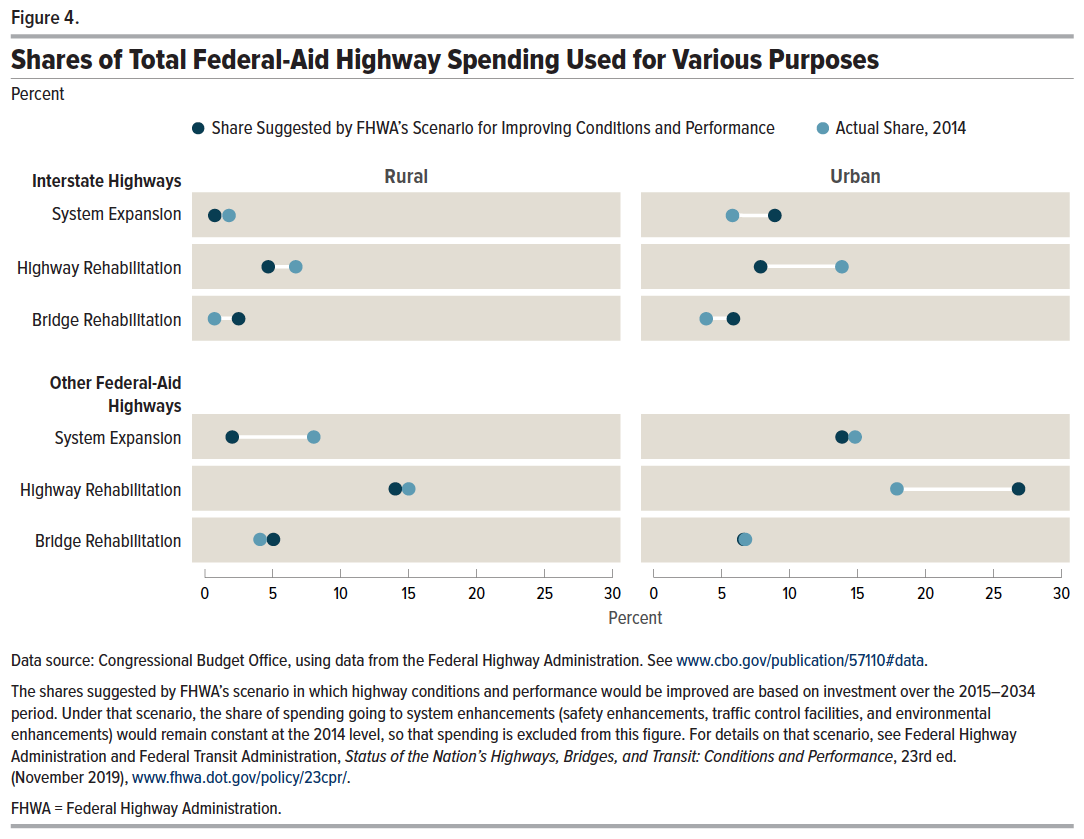 Figure 4.
Shares of Total Federal-Aid Highway Spending Used for Various Purposes
Percent
Share Suggested by FHWA's Scenario for Improving Conditions and Performance
Actual Share, 2014
Interstate Highways
Rural
Urban
System Expansion
Highway Rehabilitation
Bridge Rehabilitation
Other Federal-Aid
Highways
System Expansion
Highway Rehabilitation
Bridge Rehabilitation
0 5 10 15 20 25 30 0 5 10 15 20 25 30
Percent
Data source: Congressional Budget Office, using data from the Federal Highway Administration. See www.cbo.gov/publication/57110#data.
The shares suggested by FHWA's scenario in which highway conditions and performance would be improved are based on investment over the 2015–2034
period. Under that scenario, the share of spending going to system enhancements (safety enhancements, traffic control facilities, and environmental
enhancements) would remain constant at the 2014 level, so that spending is excluded from this figure. For details on that scenario, see Federal Highway
Administration and Federal Transit Administration, Status of the Nation's Highways, Bridges, and Transit: Conditions and Performance, 23rd ed.
(November 2019), www.fhwa.dot.gov/policy/23cpr/.
FHWA = Federal Highway Administration.